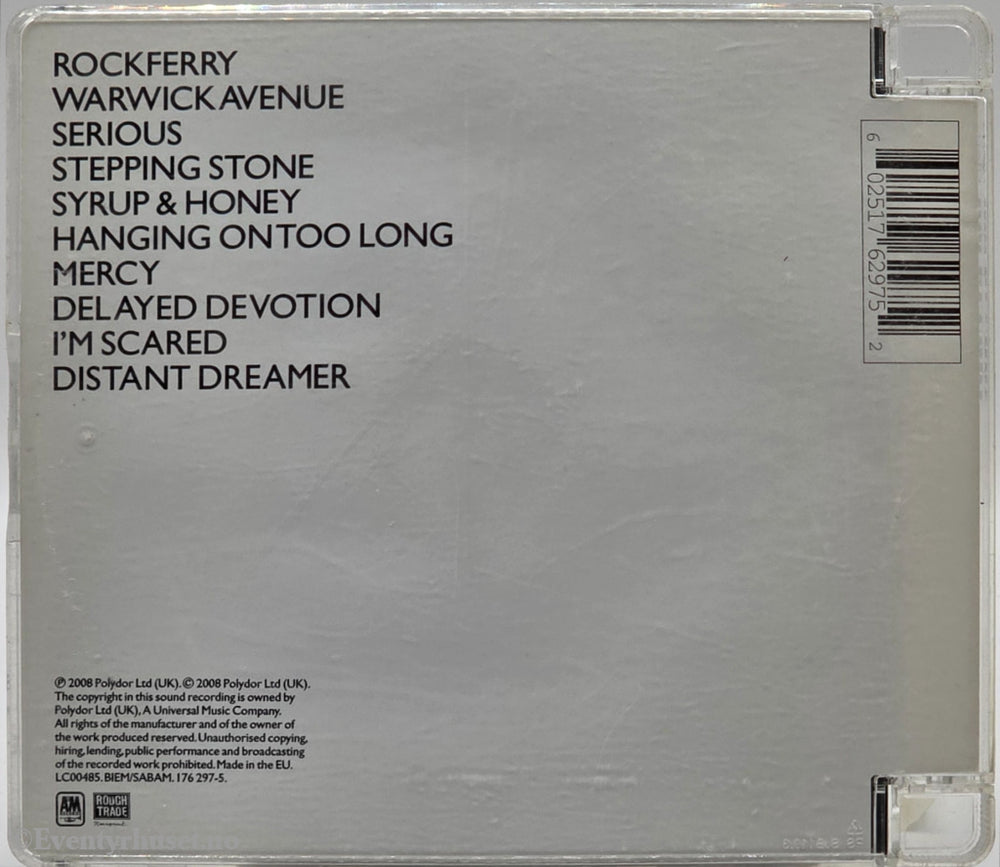 ROCKFERRY
WARWICK AVENUE
SERIOUS
STEPPING STONE
SYRUP & HONEY
HANGING ON TOO LONG
MERCY
DELAYED DEVOTION
I'M SCARED
DISTANT DREAMER
6 02517 62975 2
℗ 2008 Polydor Ltd (UK). © 2008 Polydor Ltd (UK).
The copyright in this sound recording is owned by
Polydor Ltd (UK), A Universal Music Company.
All rights of the manufacturer and of the owner of
the work produced reserved. Unauthorised copying,
hiring, lending, public performance and broadcasting
of the recorded work prohibited. Made in the EU.
LC00485. BIEM/SABAM. 176 297-5.
A&M
RECORDS
ROUGH
TRADE
©Eventyrhuset.no